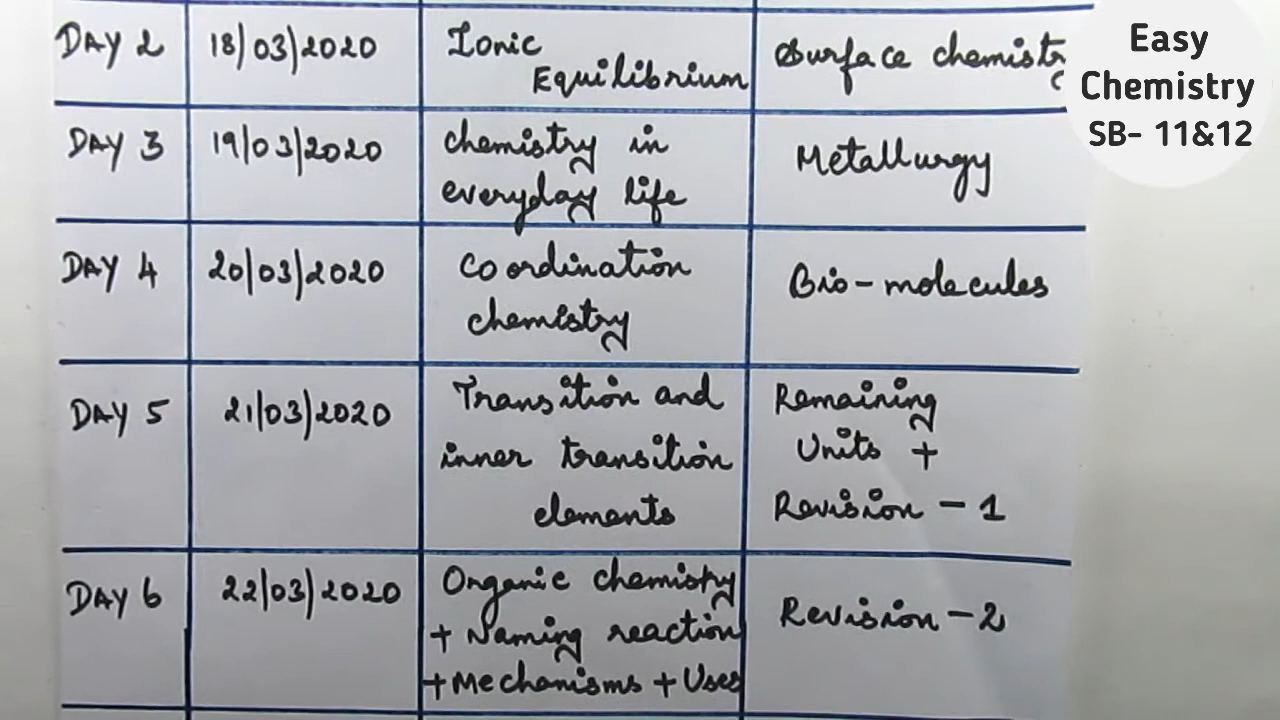 DAY 2 18/03/2020 Ionic Equilibrium Surface chemistry
DAY 3 19/03/2020 chemistry in everyday life Metallurgy
DAY 4 20/03/2020 Coordination chemistry Bio-molecules
DAY 5 21/03/2020 Transition and inner transition elements Remaining Units + Revision - 1
DAY 6 22/03/2020 Organic chemistry + Naming reaction + Mechanisms + Uses Revision - 2
Easy
Chemistry
SB- 11&12